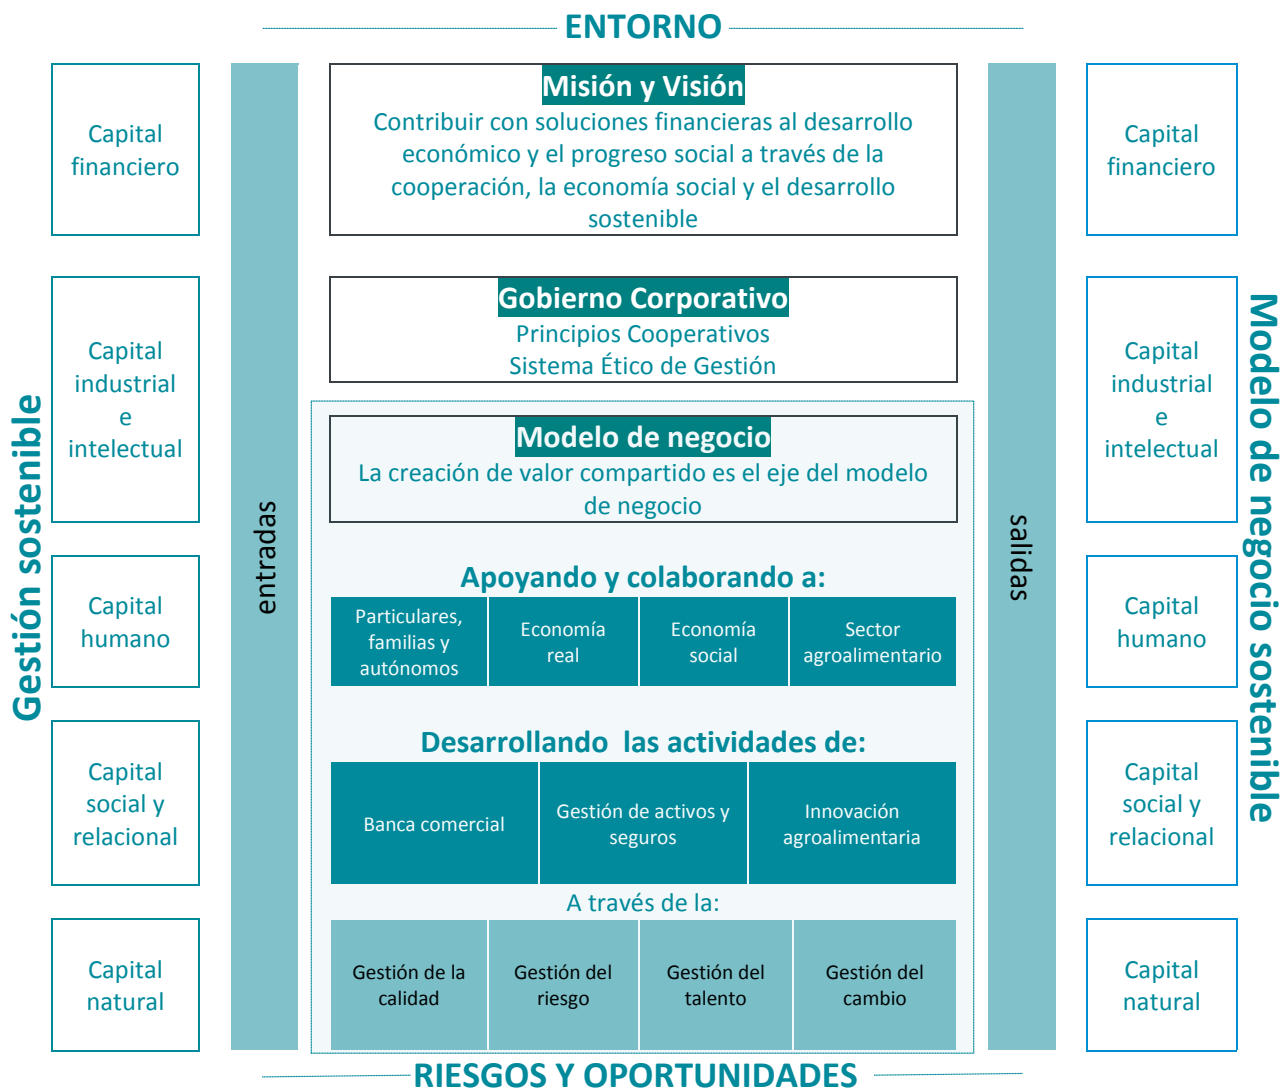 ENTORNO
Gestión sostenible
Capital
financiero
Capital
industrial
e
intelectual
Capital
humano
Capital
social y
relacional
Capital
natural
entradas
Misión y Visión
Contribuir con soluciones financieras al desarrollo
económico y el progreso social a través de la
cooperación, la economía social y el desarrollo
sostenible
Gobierno Corporativo
Principios Cooperativos
Sistema Ético de Gestión
Modelo de negocio
La creación de valor compartido es el eje del modelo
de negocio
Apoyando y colaborando a:
Particulares,
familias y
autónomos
Economía
real
Economía
social
Sector
agroalimentario
Desarrollando  las actividades de:
Banca comercial
Gestión de activos y
seguros
Innovación
agroalimentaria
A través de la:
Gestión de la
calidad
Gestión del
riesgo
Gestión del
talento
Gestión del
cambio
salidas
Capital
financiero
Capital
industrial
e
intelectual
Capital
humano
Capital
social y
relacional
Capital
natural
Modelo de negocio sostenible
RIESGOS Y OPORTUNIDADES